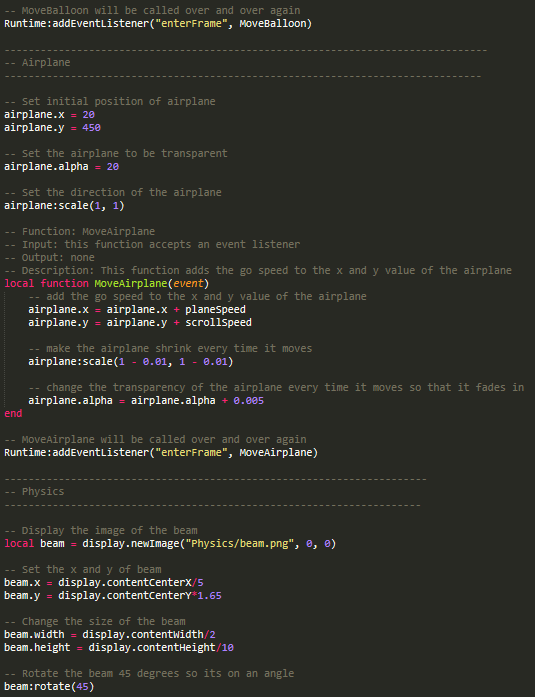 -- MoveBalloon will be called over and over again
Runtime:addEventListener("enterFrame", MoveBalloon)
--------------------------------------------------------------------------------
-- Airplane
-------------------------------------------------------------------------------
-- Set initial position of airplane
airplane.x = 20
airplane.y = 450
-- Set the airplane to be transparent
airplane.alpha = 20
-- Set the direction of the airplane
airplane:scale(1, 1)
-- Function: MoveAirplane
-- Input: this function accepts an event listener
-- Output: none
-- Description: This function adds the go speed to the x and y value of the airplane
local function MoveAirplane(event)
    -- add the go speed to the x and y value of the airplane
    airplane.x = airplane.x + planeSpeed
    airplane.y = airplane.y + scrollSpeed
    -- make the airplane shrink every time it moves
    airplane:scale(1 - 0.01, 1 - 0.01)
    -- change the transparency of the airplane every time it moves so that it fades in
    airplane.alpha = airplane.alpha + 0.005
end
-- MoveAirplane will be called over and over again
Runtime:addEventListener("enterFrame", MoveAirplane)
----------------------------------------------------------------------
-- Physics
---------------------------------------------------------------------
-- Display the image of the beam
local beam = display.newImage("Physics/beam.png", 0, 0)
-- Set the x and y of beam
beam.x = display.contentCenterX/5
beam.y = display.contentCenterY*1.65
-- Change the size of the beam
beam.width = display.contentWidth/2
beam.height = display.contentHeight/10
-- Rotate the beam 45 degrees so its on an angle
beam:rotate(45)